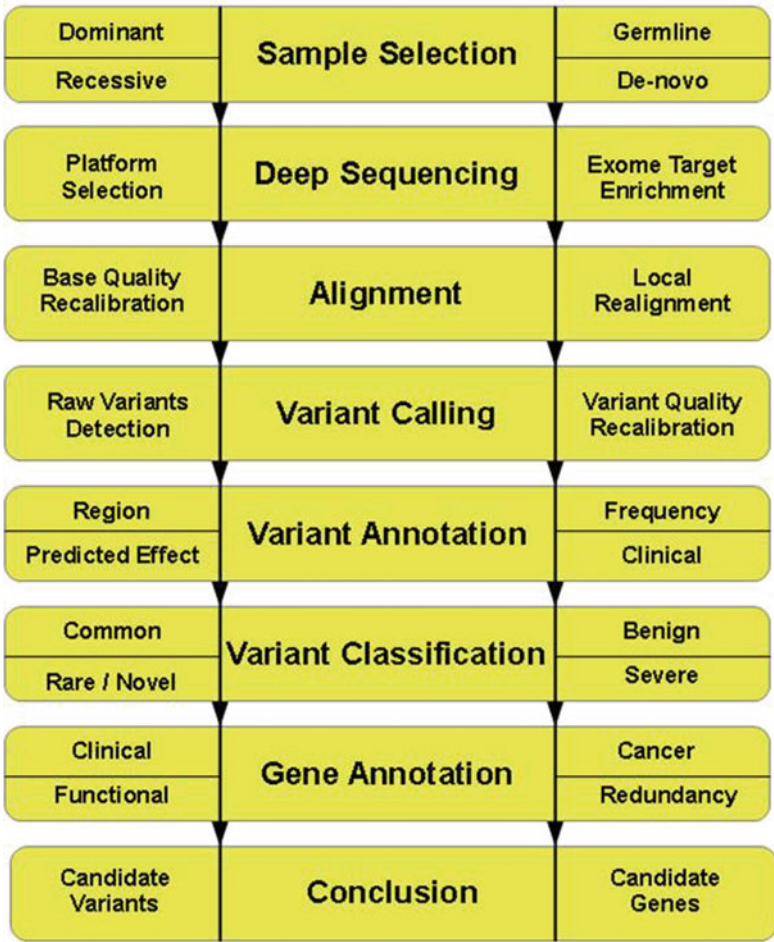 Dominant
Recessive
Sample Selection
Germline
De-novo
Platform
Selection
Deep Sequencing
Exome Target
Enrichment
Base Quality
Recalibration
Alignment
Local
Realignment
Raw Variants
Detection
Variant Calling
Variant Quality
Recalibration
Region
Predicted Effect
Variant Annotation
Frequency
Clinical
Common
Rare / Novel
Variant Classification
Benign
Severe
Clinical
Functional
Gene Annotation
Cancer
Redundancy
Candidate
Variants
Conclusion
Candidate
Genes